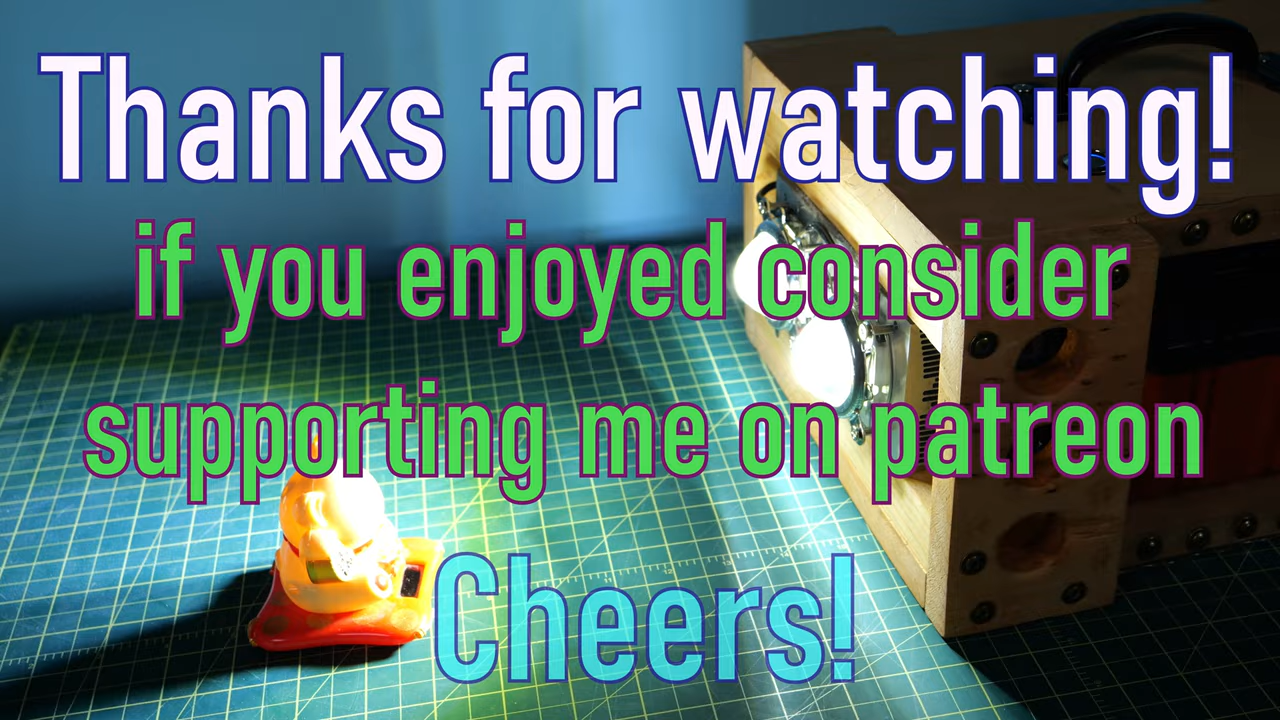 Thanks for watching!
if you enjoyed consider
supporting me on patreon
Cheers!